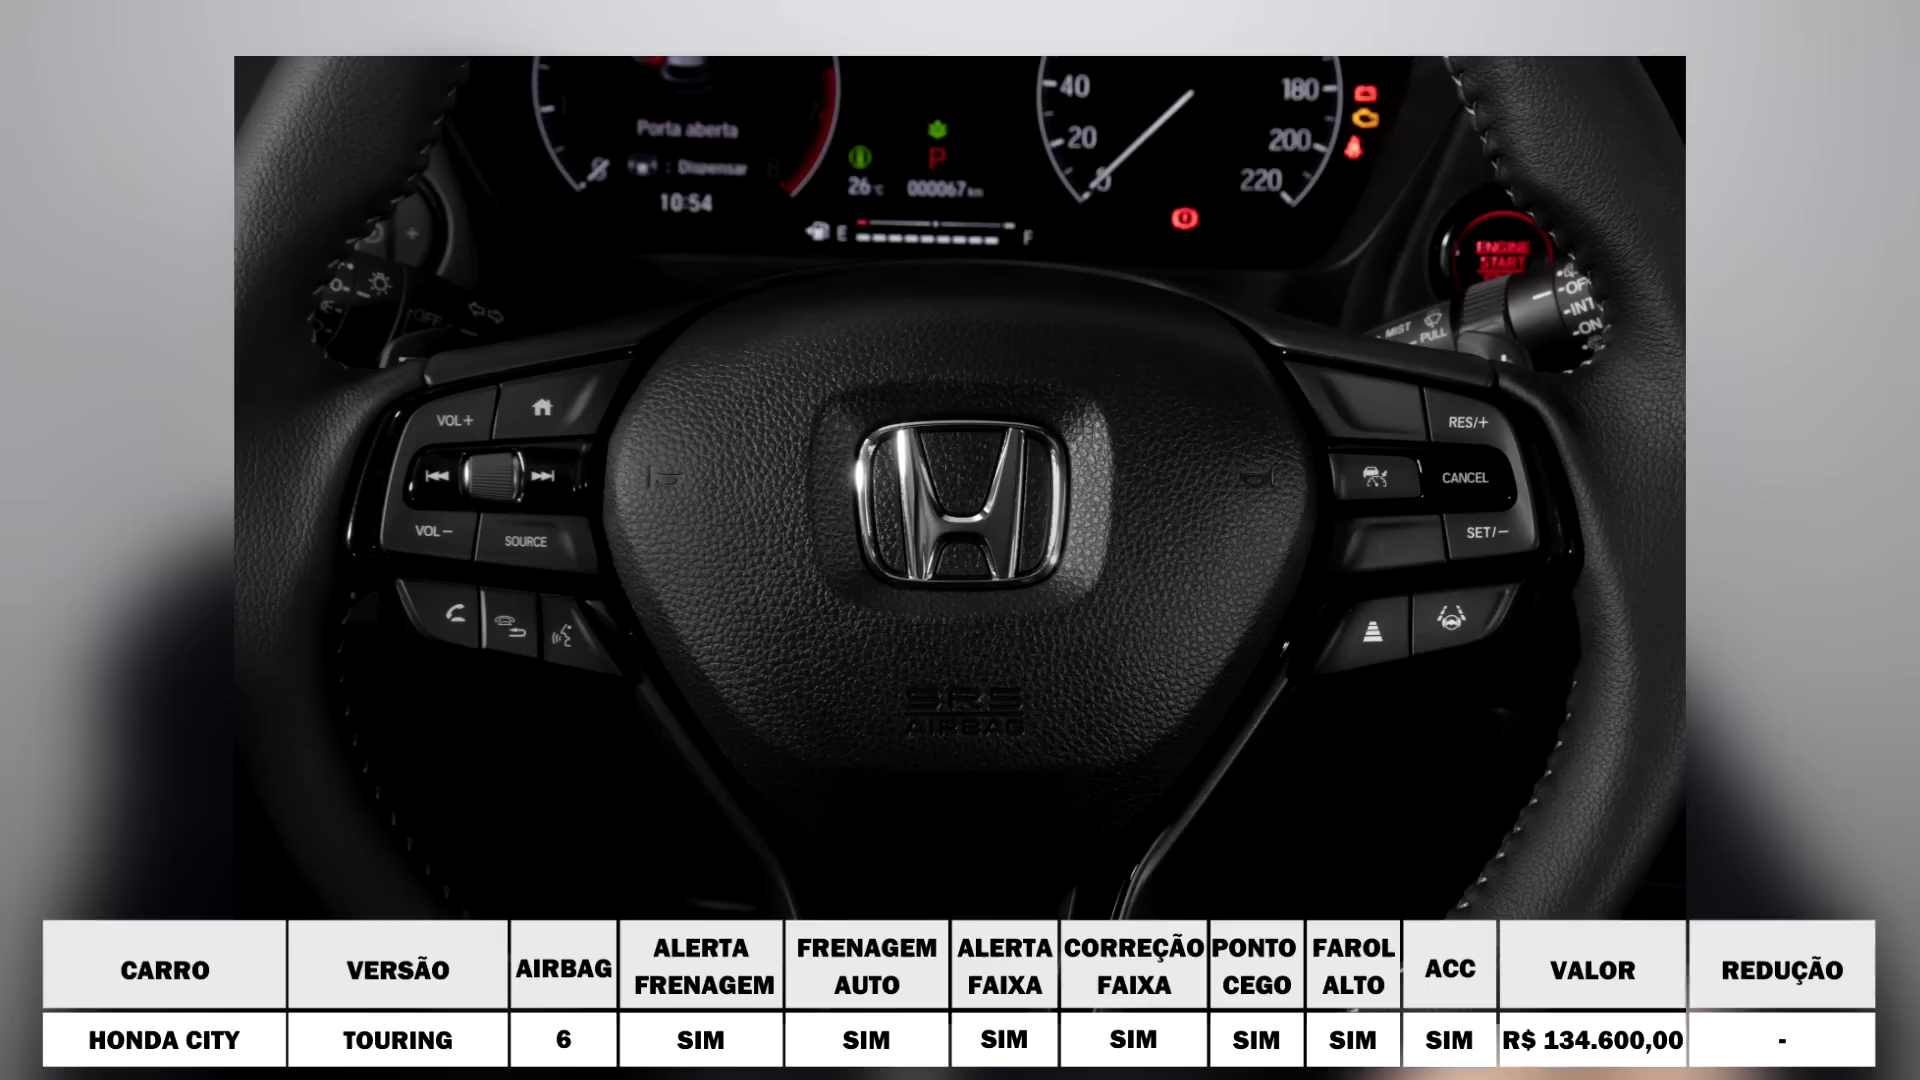 40
20
0
180
200
220
Porta aberta
: Dispensar
10:54
26°C
P
000067 km
E
F
ENGINE
START
OFF
OFF
INT
ON
MIST
PULL
VOL+
VOL−
SOURCE
RES/+
CANCEL
SET/−
SRS
AIRBAG
CARRO VERSÃO AIRBAG ALERTA FRENAGEM FRENAGEM AUTO ALERTA FAIXA CORREÇÃO FAIXA PONTO CEGO FAROL ALTO ACC VALOR REDUÇÃO
HONDA CITY TOURING 6 SIM SIM SIM SIM SIM SIM SIM R$ 134.600,00 -